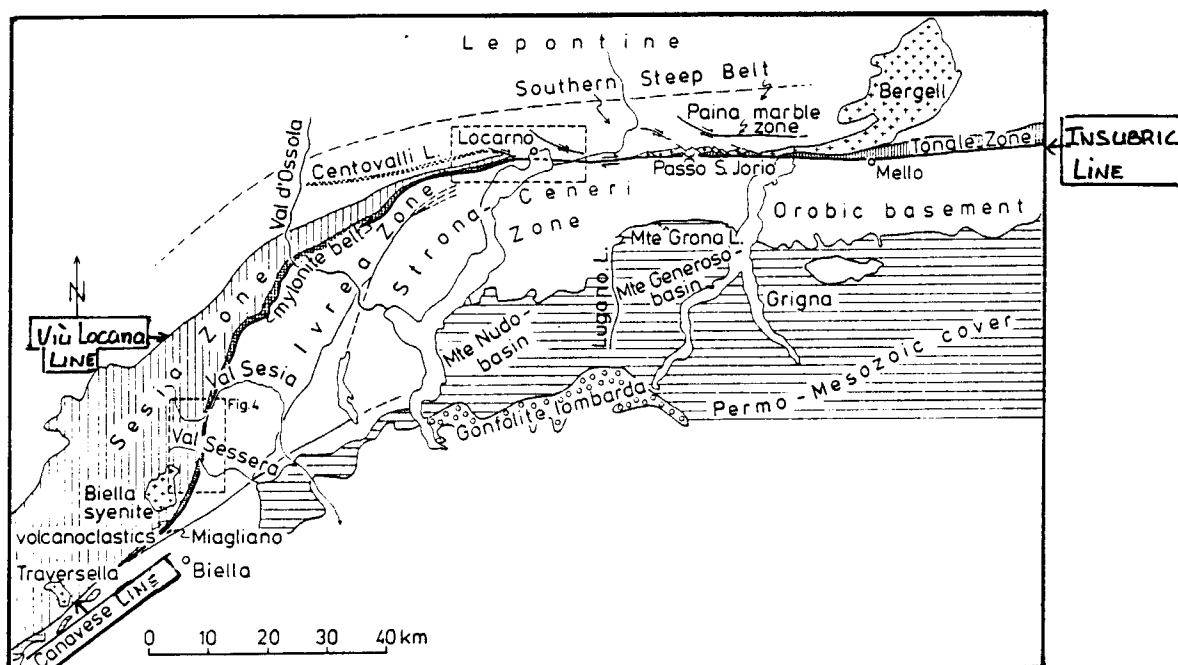 Lepontine
Southern Steep Belt
Bergell
Paina marble
zone
Locarno
Tonale Zone
INSUBRIC
LINE
Centovalli L.
Val d'Ossola
Passo S. Jorio
Mello
Ceneri
Zone
Strona-
Orobic basement
mylonite belt
Ivrea Zone
Mte Grona L.
Mte Generoso-
basin
Lugano L.
Grigna
Viù Locana
LINE
Sesia Zone
Mte Nudo-
basin
Val Sesia
Fig.4
Permo-Mesozoic cover
Gonfolite lombarda
Val Sessera
Biella
syenite
volcanoclastics
Miagliano
Biella
Traversella
Canavese LINE
N
0 10 20 30 40 km